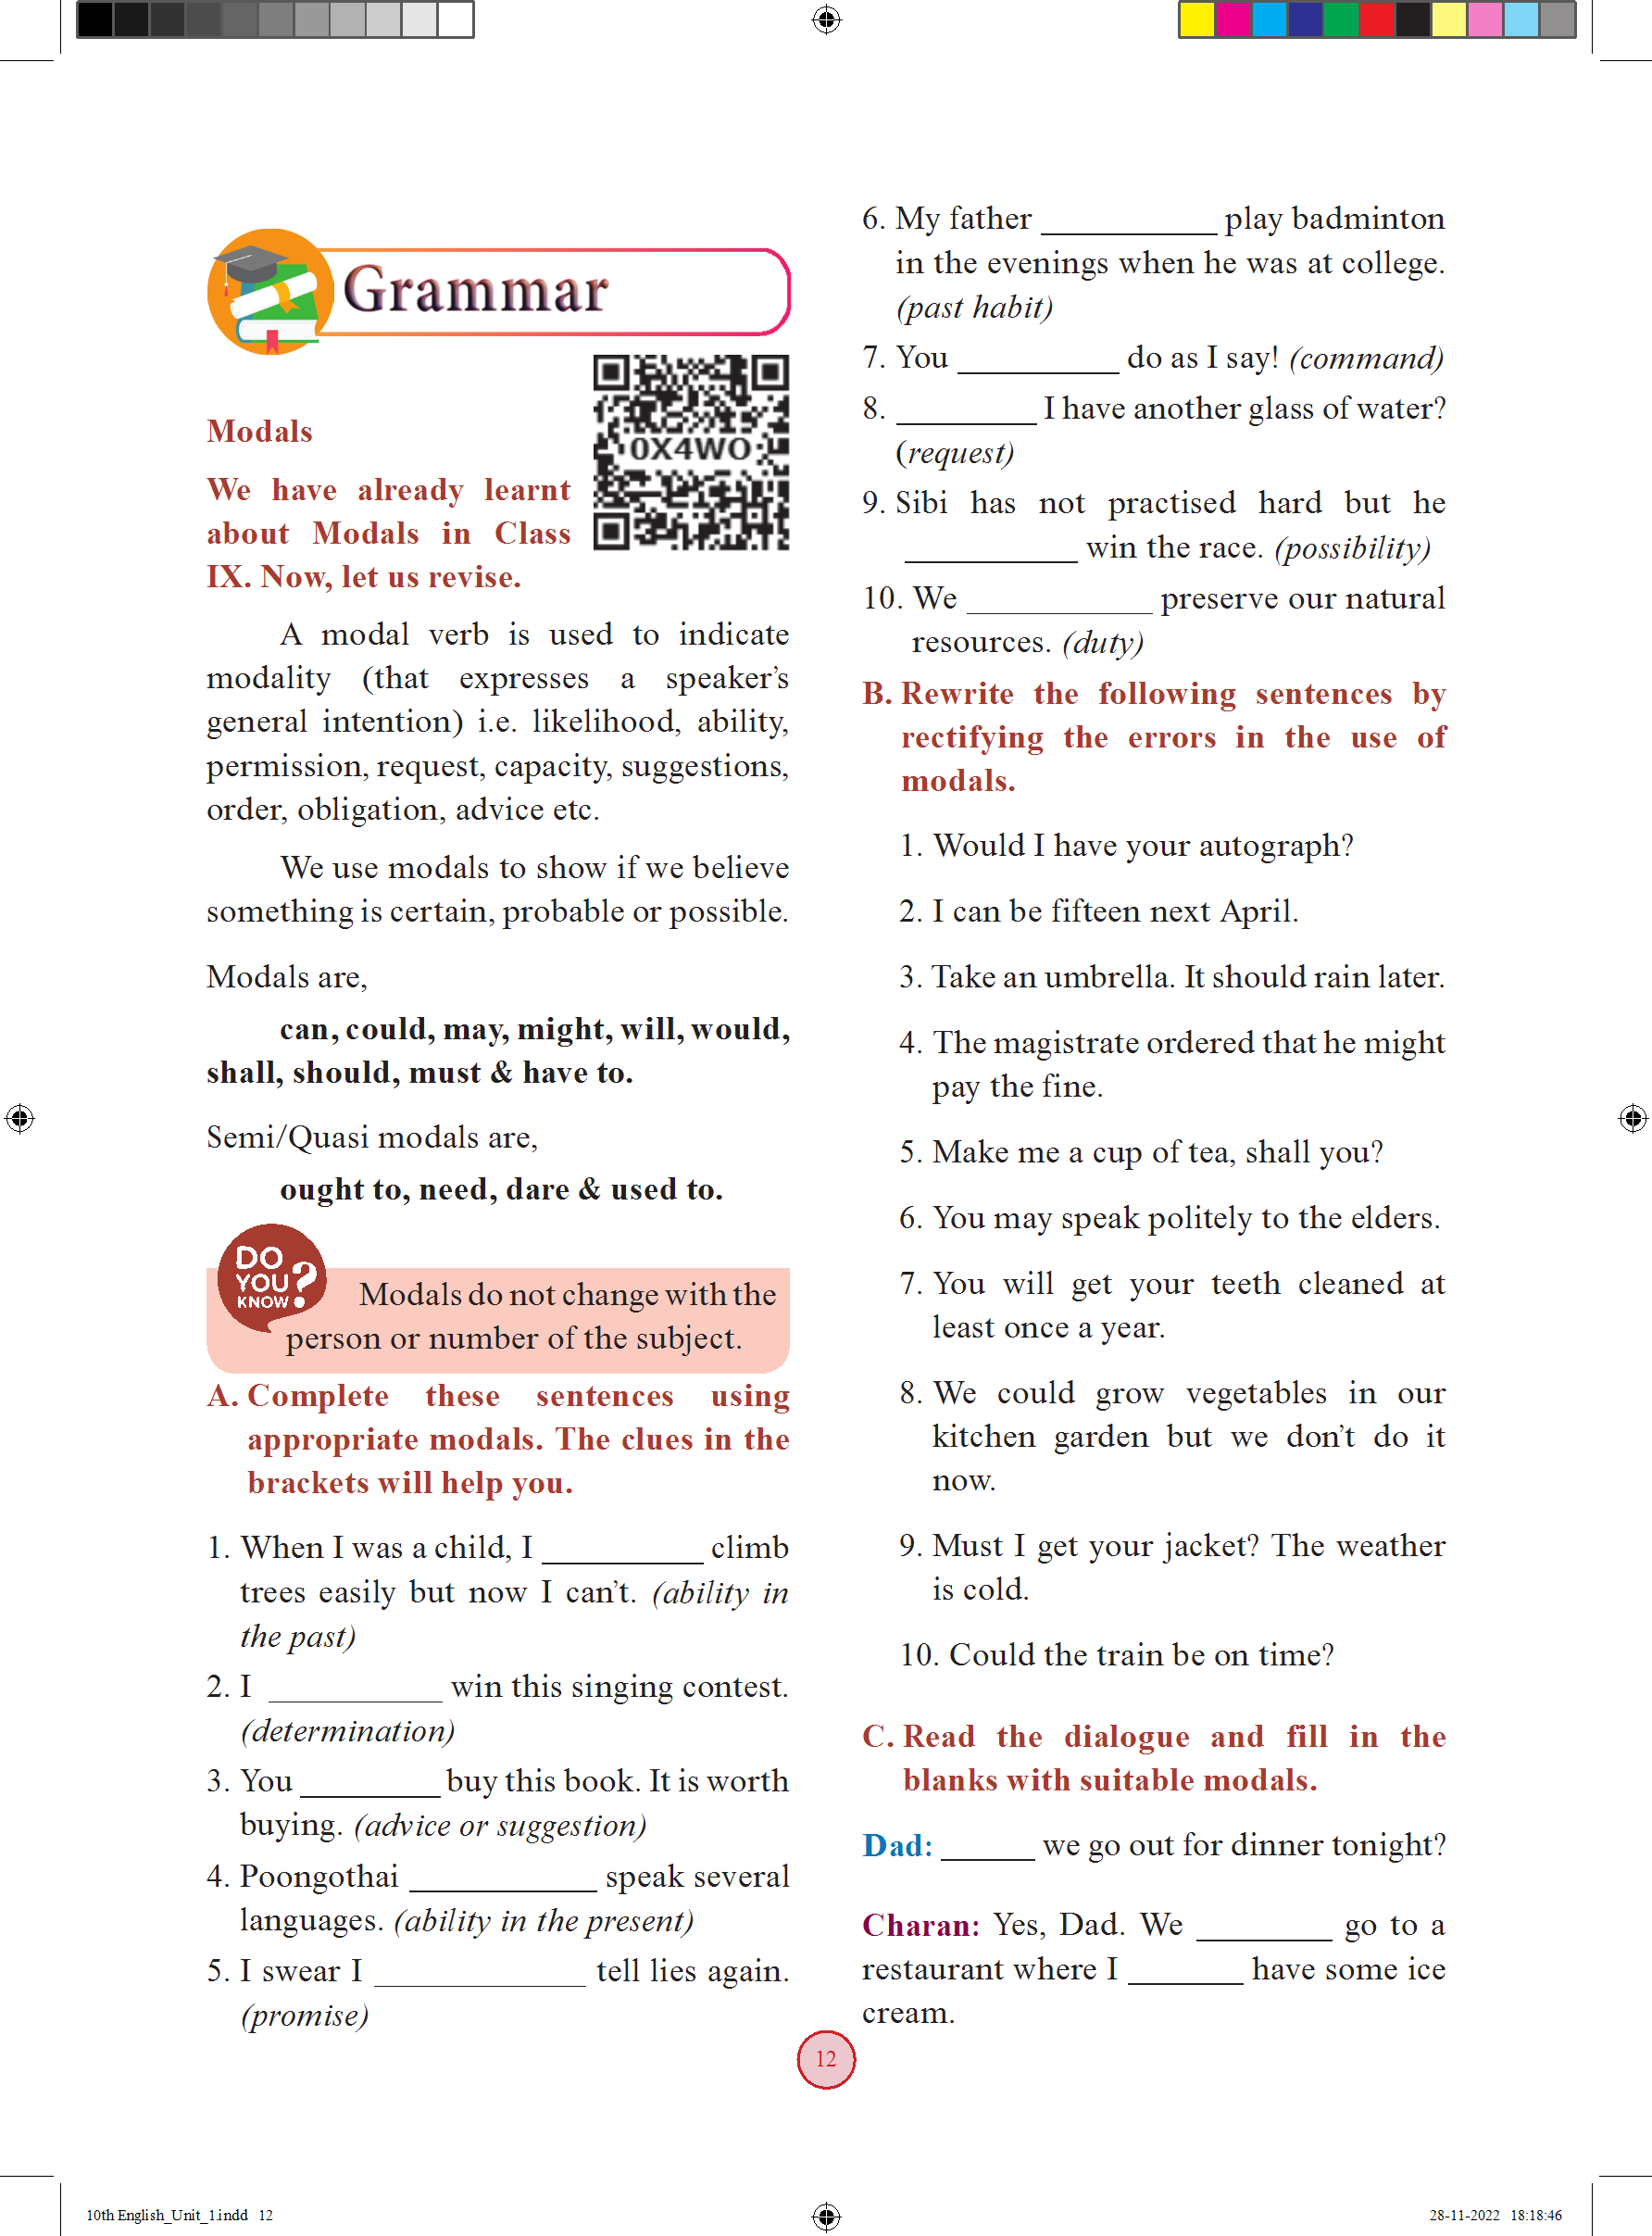 Grammar
0X4WO
Modals
We have already learnt
about Modals in Class
IX. Now, let us revise.
A modal verb is used to indicate
modality (that expresses a speaker’s
general intention) i.e. likelihood, ability,
permission, request, capacity, suggestions,
order, obligation, advice etc.
We use modals to show if we believe
something is certain, probable or possible.
Modals are,
can, could, may, might, will, would,
shall, should, must & have to.
Semi/Quasi modals are,
ought to, need, dare & used to.
DO
YOU
KNOW ?
Modals do not change with the
person or number of the subject.
A. Complete these sentences using
appropriate modals. The clues in the
brackets will help you.
1. When I was a child, I __________ climb
trees easily but now I can’t. (ability in
the past)
2. I ___________ win this singing contest.
(determination)
3. You _________ buy this book. It is worth
buying. (advice or suggestion)
4. Poongothai ____________ speak several
languages. (ability in the present)
5. I swear I _____________ tell lies again.
(promise)
6. My father ___________ play badminton
in the evenings when he was at college.
(past habit)
7. You __________ do as I say! (command)
8. _________ I have another glass of water?
(request)
9. Sibi has not practised hard but he
___________ win the race. (possibility)
10. We ____________ preserve our natural
resources. (duty)
B. Rewrite the following sentences by
rectifying the errors in the use of
modals.
1. Would I have your autograph?
2. I can be fifteen next April.
3. Take an umbrella. It should rain later.
4. The magistrate ordered that he might
pay the fine.
5. Make me a cup of tea, shall you?
6. You may speak politely to the elders.
7. You will get your teeth cleaned at
least once a year.
8. We could grow vegetables in our
kitchen garden but we don’t do it
now.
9. Must I get your jacket? The weather
is cold.
10. Could the train be on time?
C. Read the dialogue and fill in the
blanks with suitable modals.
Dad: ______ we go out for dinner tonight?
Charan: Yes, Dad. We ________ go to a
restaurant where I _______ have some ice
cream.
12
10th English_Unit_1.indd 12
28-11-2022 18:18:46